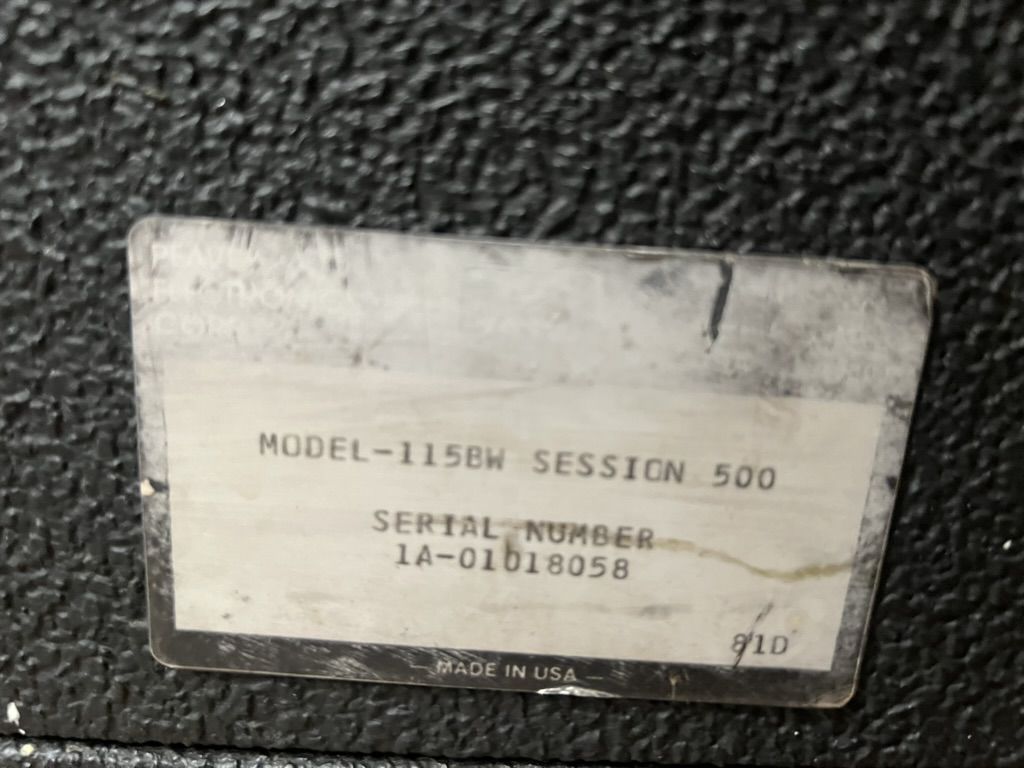 MODEL-115BW SESSION 500
SERIAL NUMBER
1A-01018058
81D
— MADE IN USA —